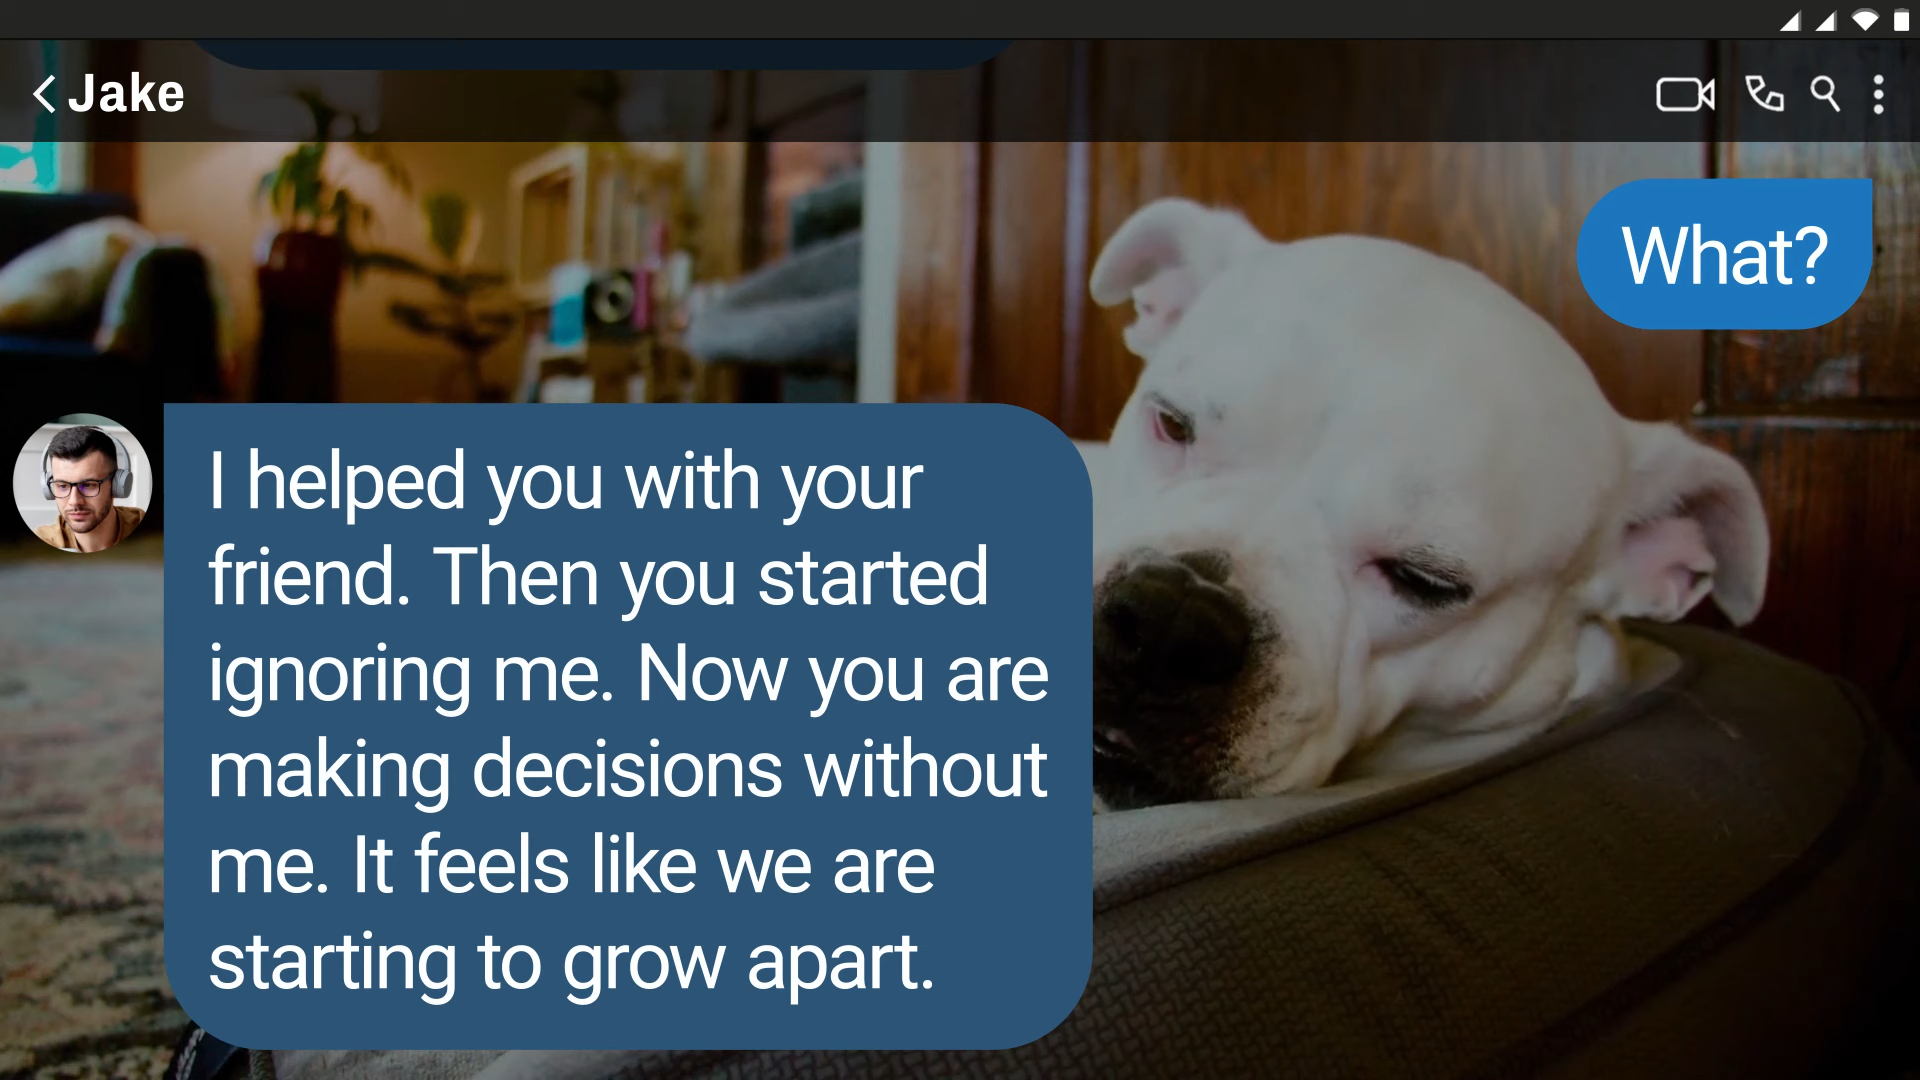 Jake
What?
I helped you with your
friend. Then you started
ignoring me. Now you are
making decisions without
me. It feels like we are
starting to grow apart.